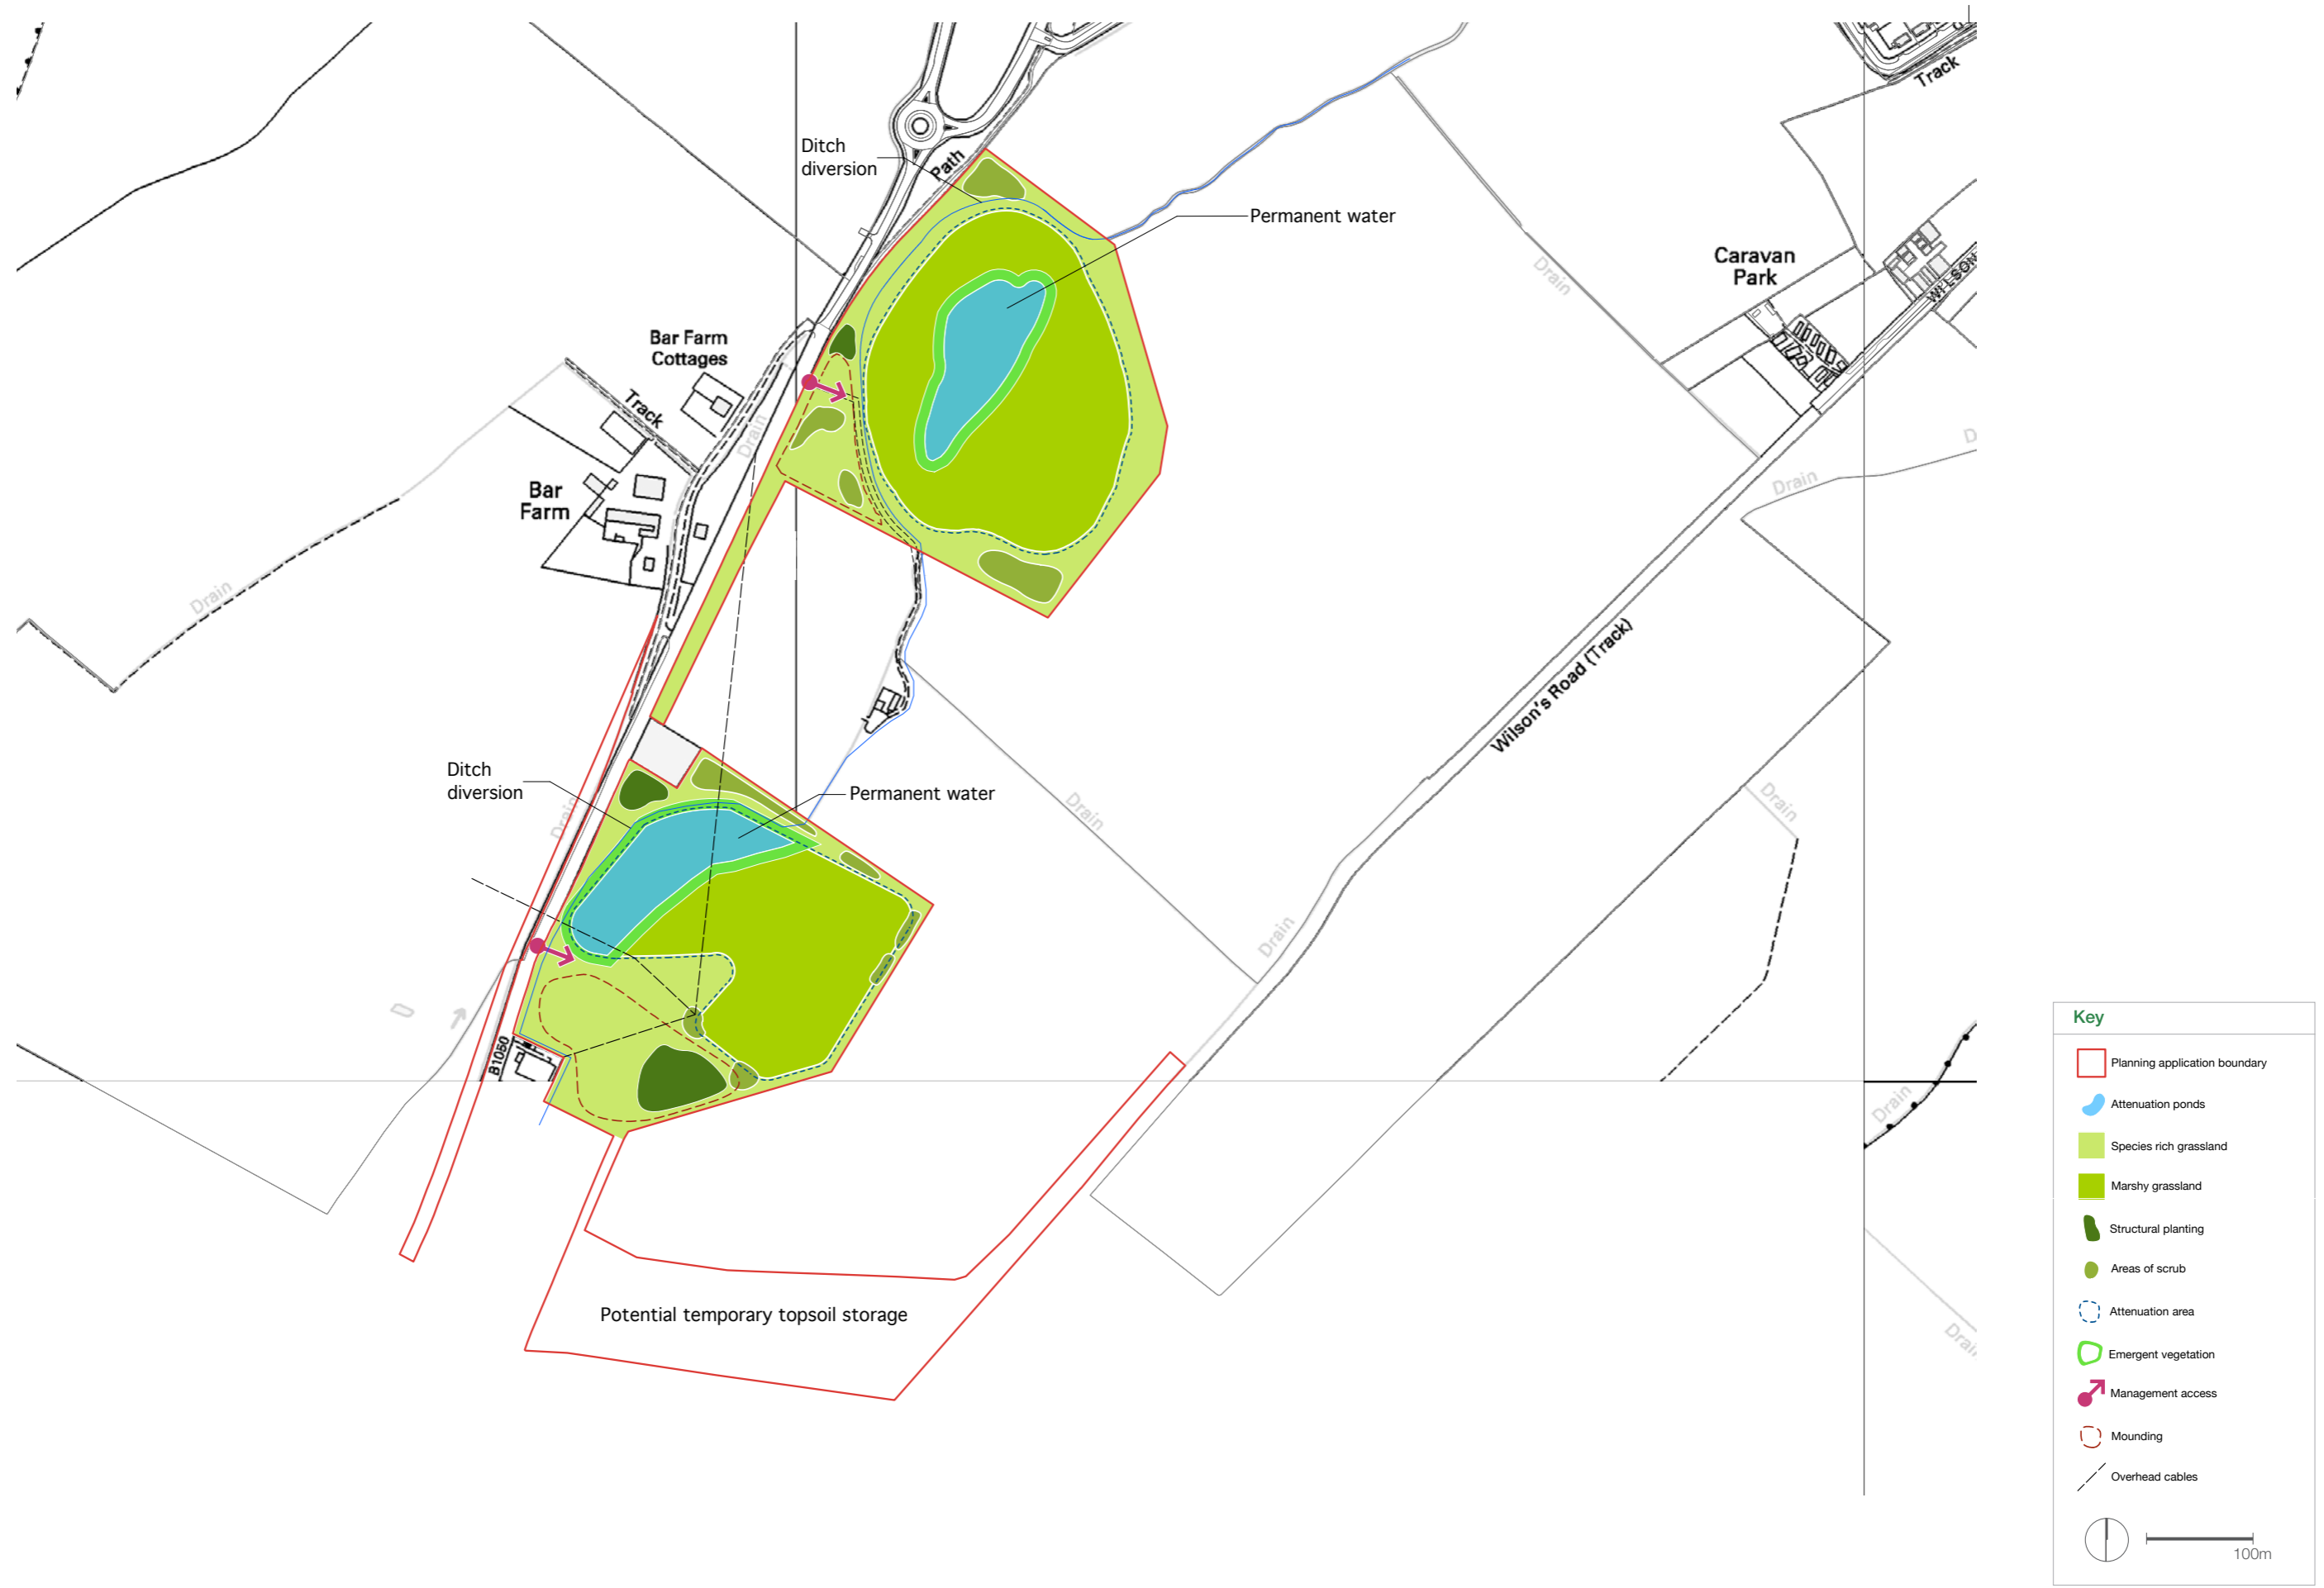 Track
Ditch
diversion
Path
Permanent water
Caravan
Park
WILSON
Drain
Bar Farm
Cottages
Track
Drain
Drain
Bar
Farm
Drain
Wilson's Road (Track)
Ditch
diversion
Permanent water
Drain
Drain
Drain
Drain
B1050
Drain
Drain
Potential temporary topsoil storage
Key
Planning application boundary
Attenuation ponds
Species rich grassland
Marshy grassland
Structural planting
Areas of scrub
Attenuation area
Emergent vegetation
Management access
Mounding
Overhead cables
100m